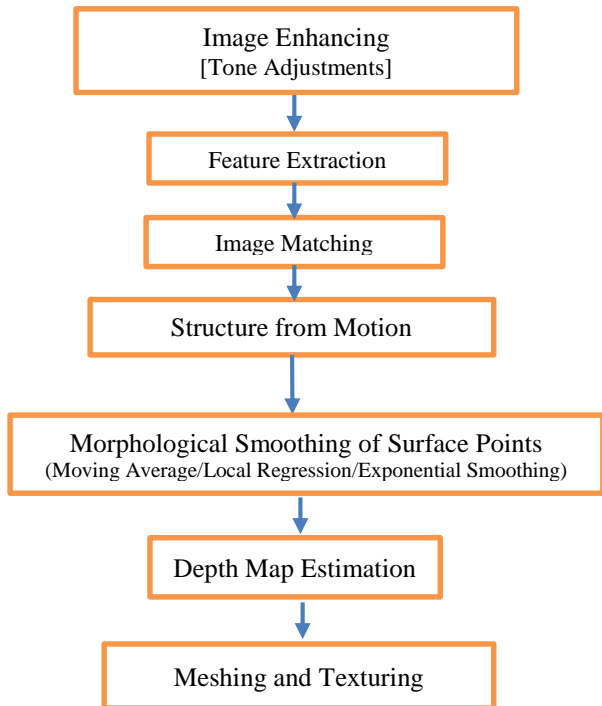 Image Enhancing
[Tone Adjustments]
Feature Extraction
Image Matching
Structure from Motion
Morphological Smoothing of Surface Points
(Moving Average/Local Regression/Exponential Smoothing)
Depth Map Estimation
Meshing and Texturing